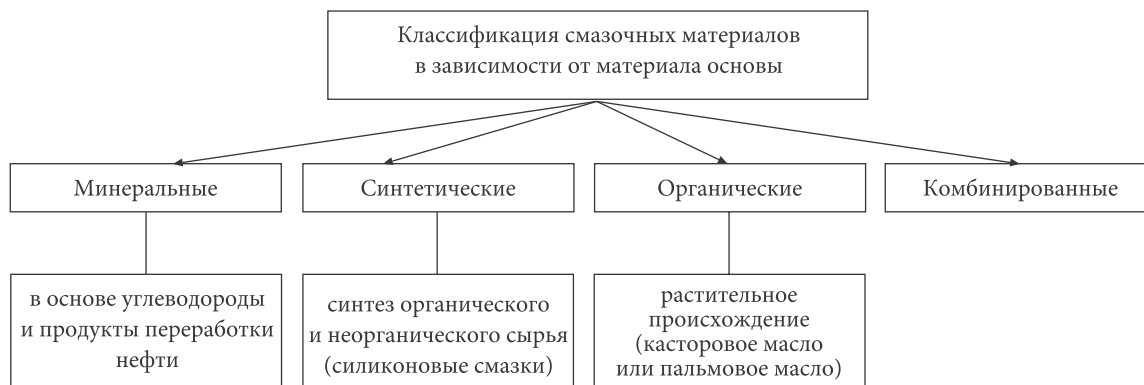 Классификация смазочных материалов
в зависимости от материала основы
Минеральные
Синтетические
Органические
Комбинированные
в основе углеводороды
и продукты переработки
нефти
синтез органического
и неорганического сырья
(силиконовые смазки)
растительное
происхождение
(касторовое масло
или пальмовое масло)